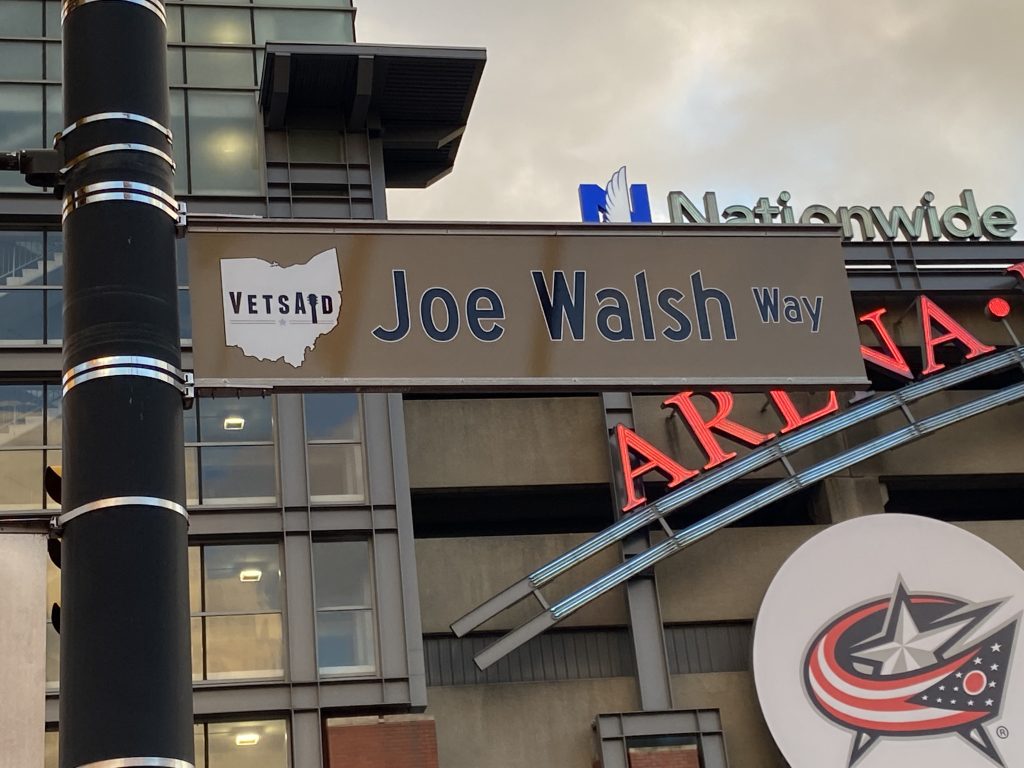 Nationwide
VETSAID
Joe Walsh Way
ARENA
®